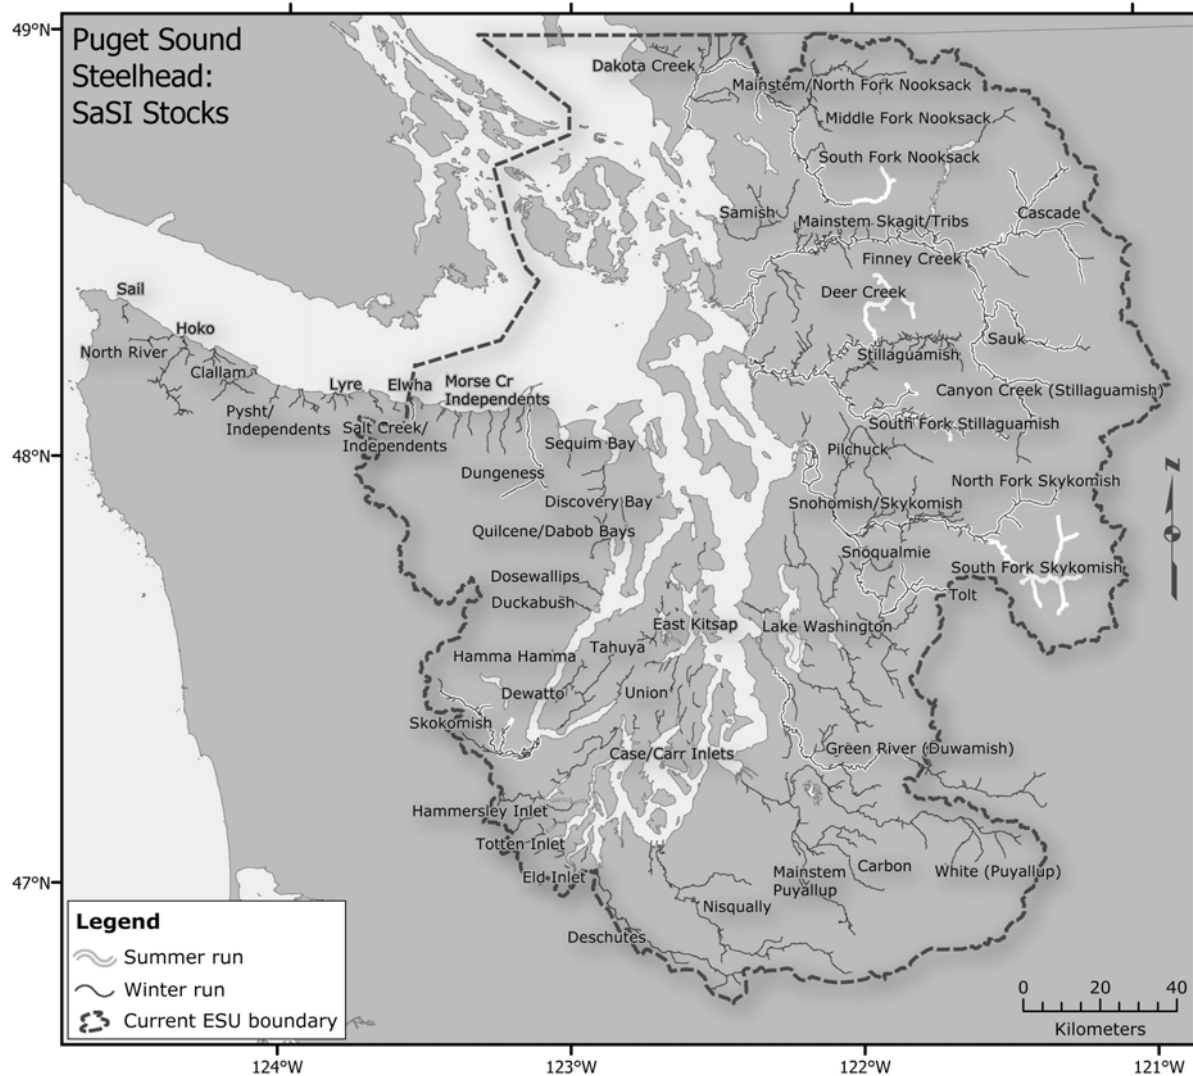 Puget Sound
Steelhead:
SaSI Stocks
49°N
48°N
47°N
124°W
123°W
122°W
121°W
Dakota Creek
Mainstem/North Fork Nooksack
Middle Fork Nooksack
South Fork Nooksack
Samish
Mainstem Skagit/Tribs
Cascade
Finney Creek
Deer Creek
Sauk
Stillaguamish
Canyon Creek (Stillaguamish)
South Fork Stillaguamish
Pilchuck
North Fork Skykomish
Snohomish/Skykomish
Snoqualmie
South Fork Skykomish
Tolt
Sail
Hoko
North River
Clallam
Lyre
Elwha
Morse Cr
Independents
Pysht/
Independents
Salt Creek/
Independents
Sequim Bay
Dungeness
Discovery Bay
Quilcene/Dabob Bays
Dosewallips
Duckabush
East Kitsap
Lake Washington
Tahuya
Hamma Hamma
Dewatto
Union
Skokomish
Case/Carr Inlets
Green River (Duwamish)
Hammersley Inlet
Totten Inlet
Eld Inlet
Mainstem
Puyallup
Carbon
White (Puyallup)
Nisqually
Deschutes
Legend
Summer run
Winter run
Current ESU boundary
N
0 20 40
Kilometers